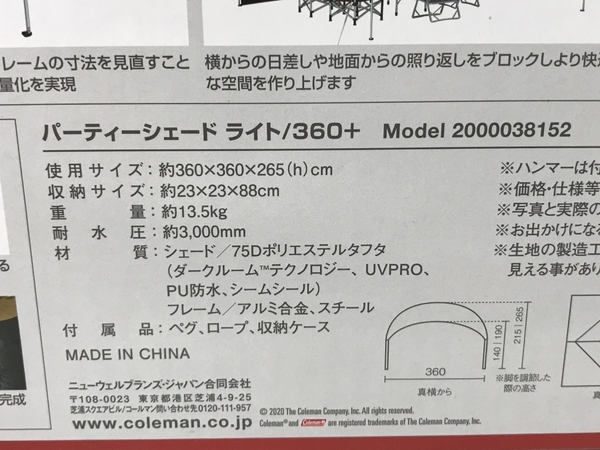 レームの寸法を見直すこと
量化を実現
横からの日差しや地面からの照り返しをブロックしより快
な空間を作り上げます
パーティーシェード ライト/360+ Model 2000038152
使用サイズ:約360×360×265(h)cm
収納サイズ:約23×23×88cm
重 量:約13.5kg
耐 水 圧:約3,000mm
材 質:シェード/75Dポリエステルタフタ
(ダークルーム™テクノロジー、UVPRO、
PU防水、シームシール)
フレーム/アルミ合金、スチール
付 属 品:ペグ、ロープ、収納ケース
MADE IN CHINA
ニューウェルブランズ・ジャパン合同会社
〒108-0023 東京都港区芝浦4-9-25
芝浦スクエアビル/コールマン問い合わせ先0120-111-957
www.coleman.co.jp
※ハンマーは付
※価格・仕様等
※写真と実際の
※お出かけにな
※生地の製造工
見える事があり
る
完成
360
真横から
140 190
215 265
※脚を調節した
際の高さ
真
© 2020 The Coleman Company, Inc. All rights reserved.
Coleman® and Coleman are registered trademarks of The Coleman Company, Inc.